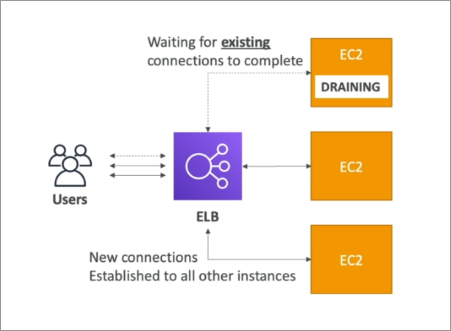 Waiting for existing
connections to complete
EC2
DRAINING
Users
ELB
EC2
New connections
Established to all other instances
EC2